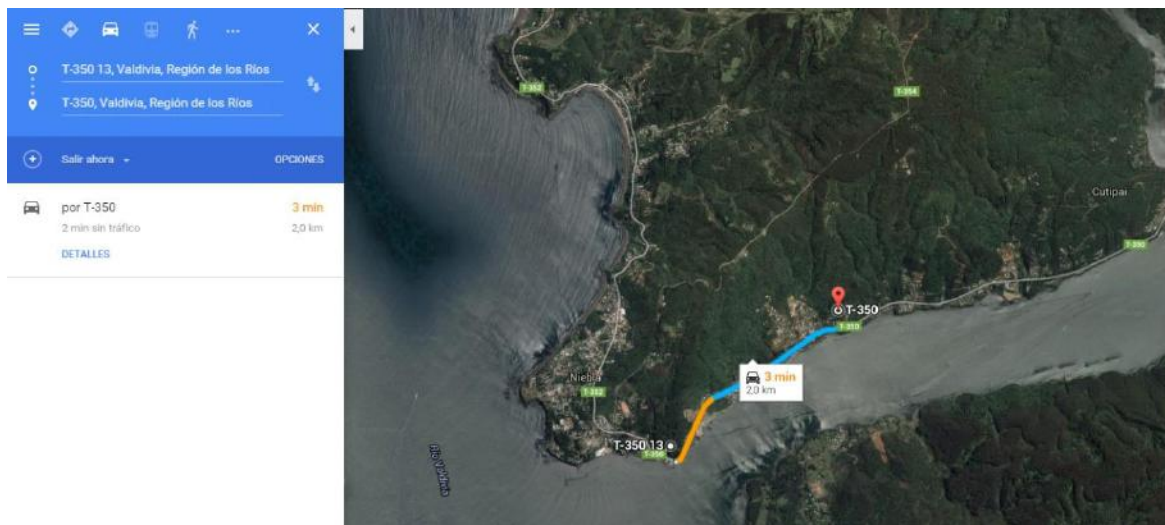 T-350 13, Valdivia, Región de los Ríos
T-350, Valdivia, Región de los Ríos
Salir ahora
OPCIONES
por T-350
3 min
2 min sin tráfico
2,0 km
DETALLES
T-352
T-354
Cutipai
T-350
T-350
T-350
3 min
2,0 km
Niebla
T-352
T-350 13
T-350
Río Valdivia